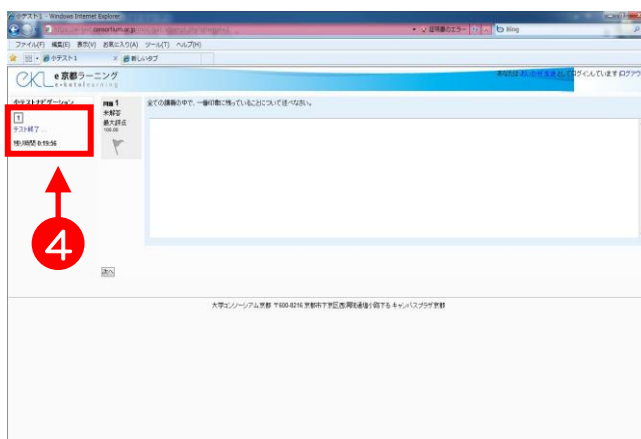 小テスト1 - Windows Internet Explorer
証明書のエラー
Bing
ファイル(F) 編集(E) 表示(V) お気に入り(A) ツール(T) ヘルプ(H)
小テスト1
新しいタブ
e京都ラーニング
してログインしています
小テストナビゲーション
1
テスト終了 ...
残り時間 0:19:56
問題 1
未解答
最大評点
100.00
全ての講義の中で、一番印象に残っていることについて述べなさい。
4
次へ
大学コンソーシアム京都 〒600-8216 京都市下京区西洞院通塩小路下る キャンパスプラザ京都